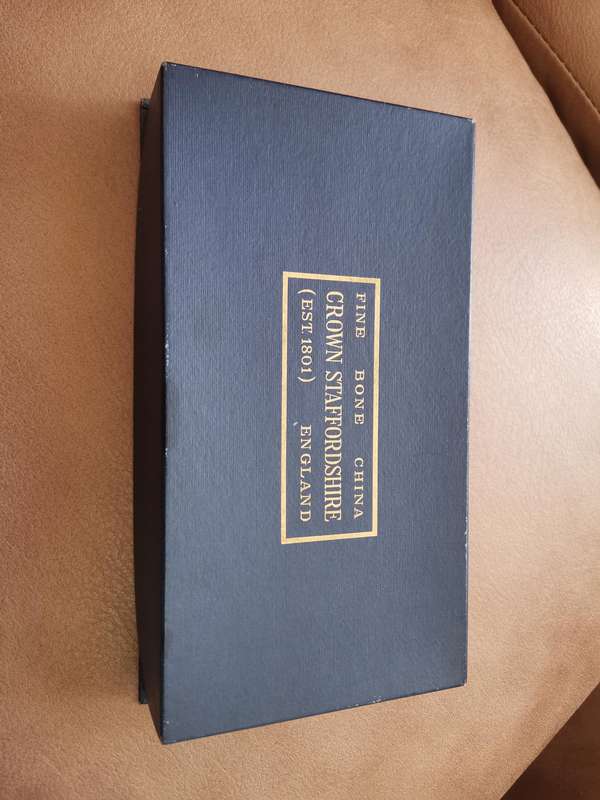 FINE BONE CHINA
CROWN STAFFORDSHIRE
(EST. 1801) ENGLAND